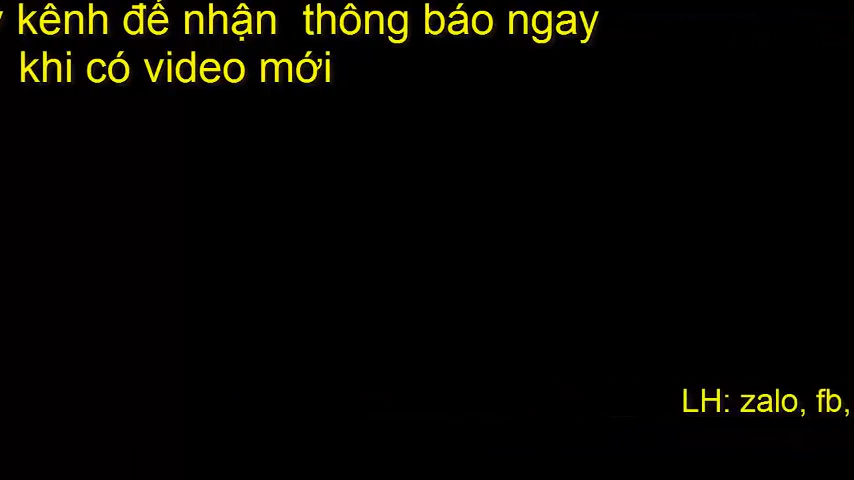 kênh để nhận thông báo ngay
khi có video mới
LH: zalo, fb,